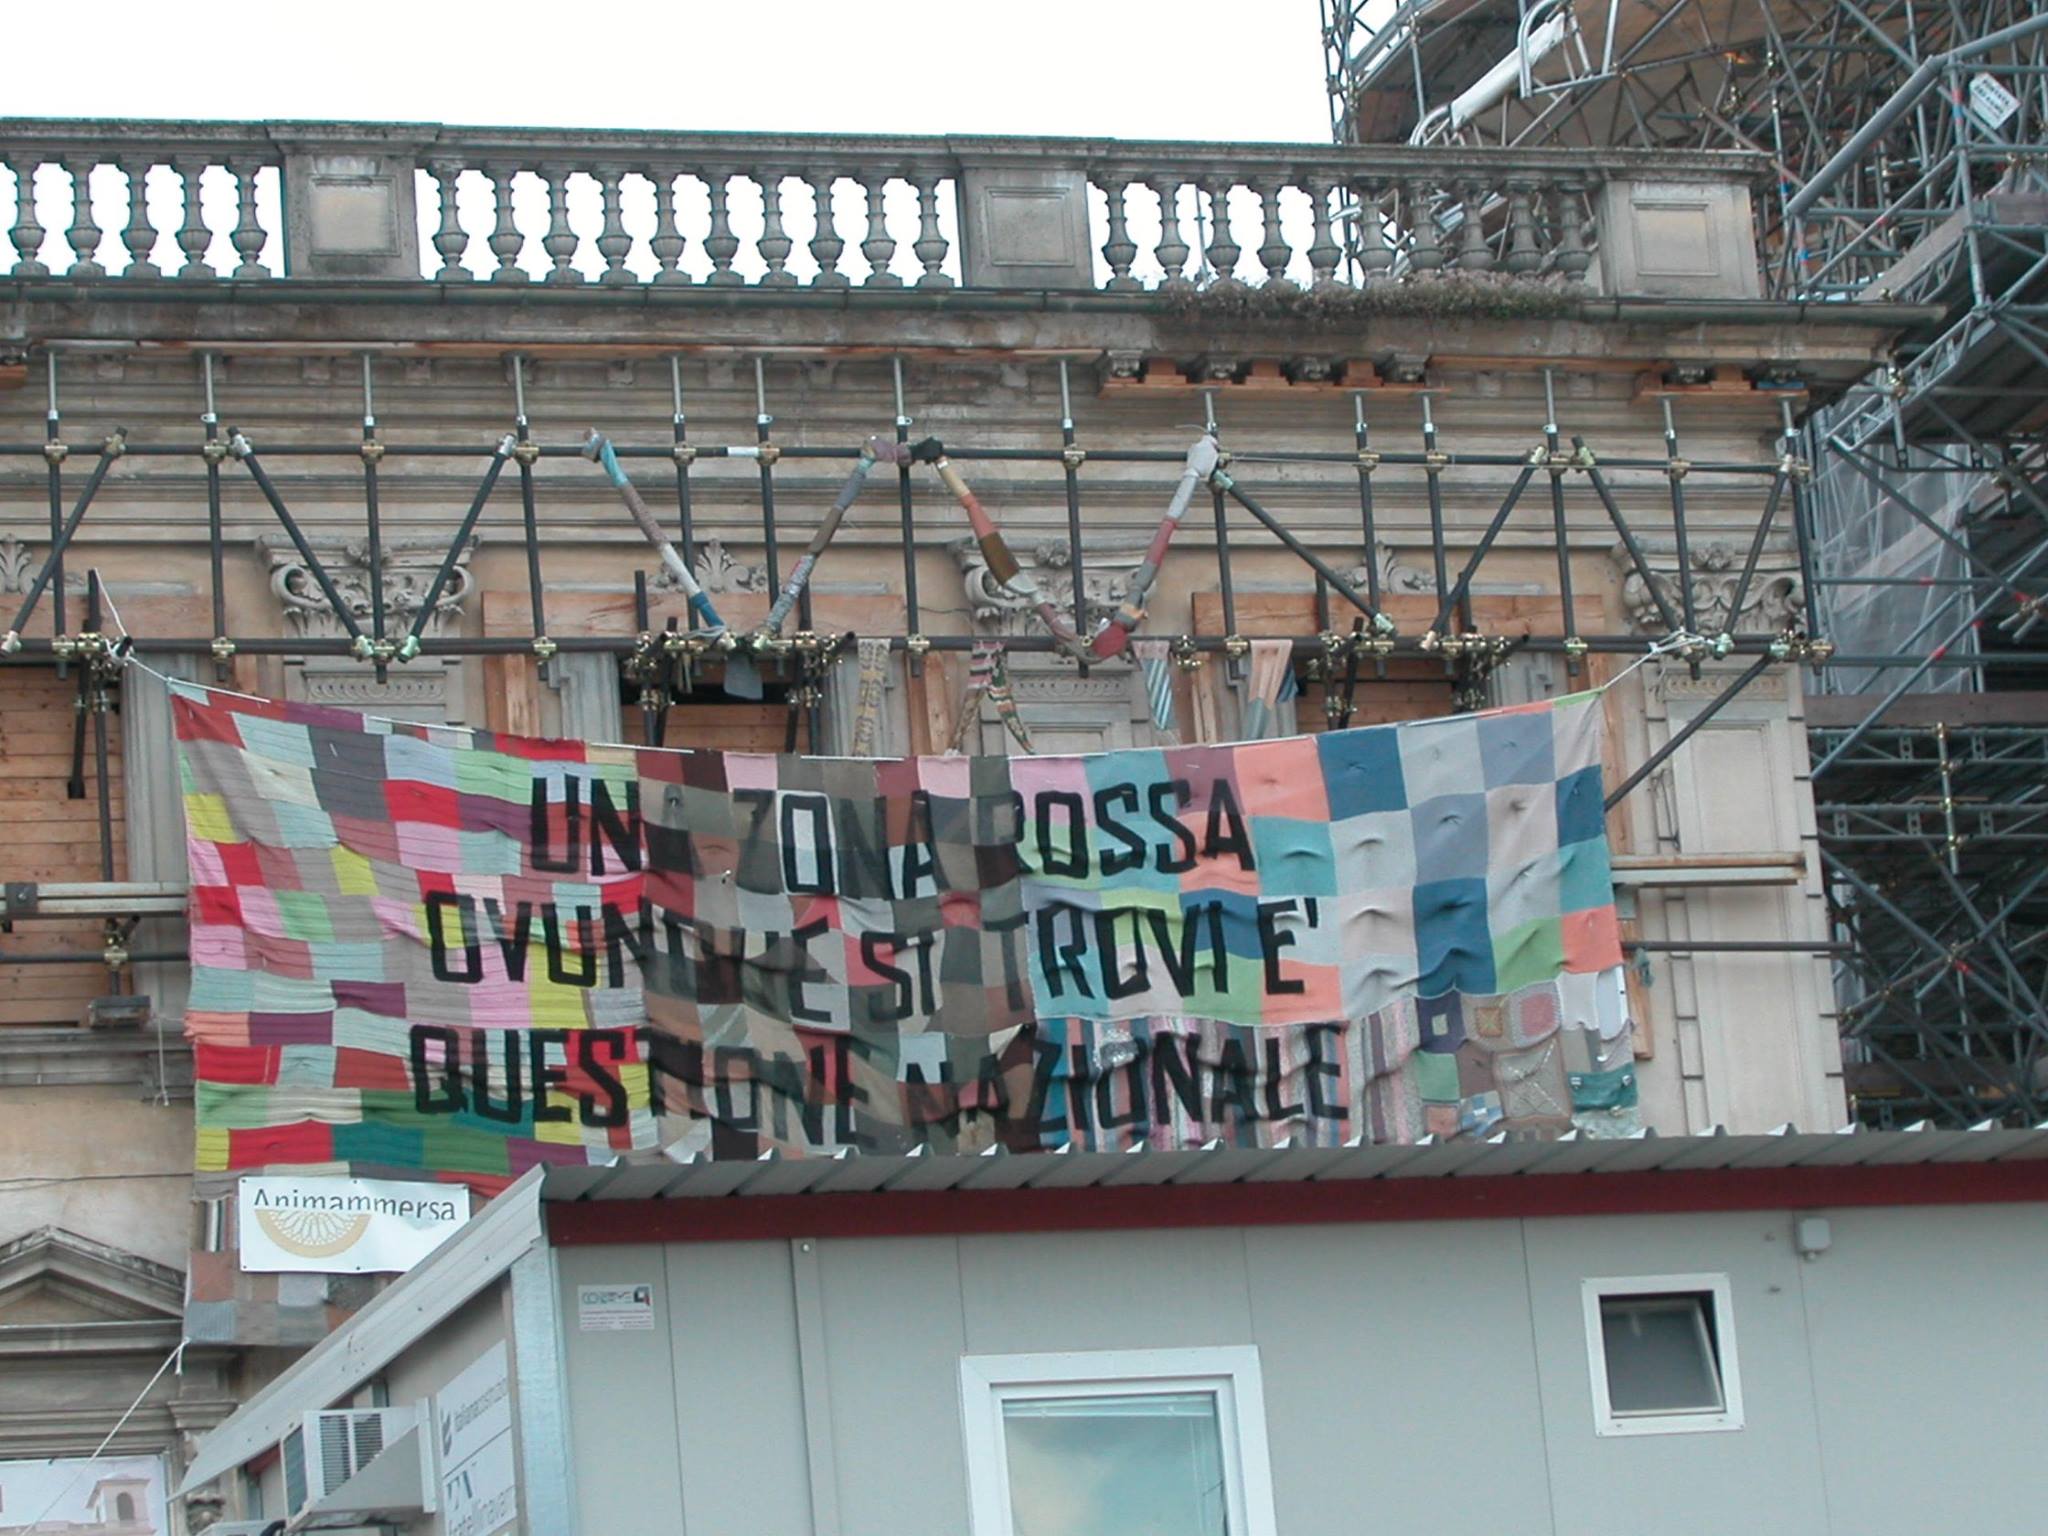 UNA ZONA ROSSA
OVUNQUE SI TROVI E'
QUESTIONE NAZIONALE
Animammersa